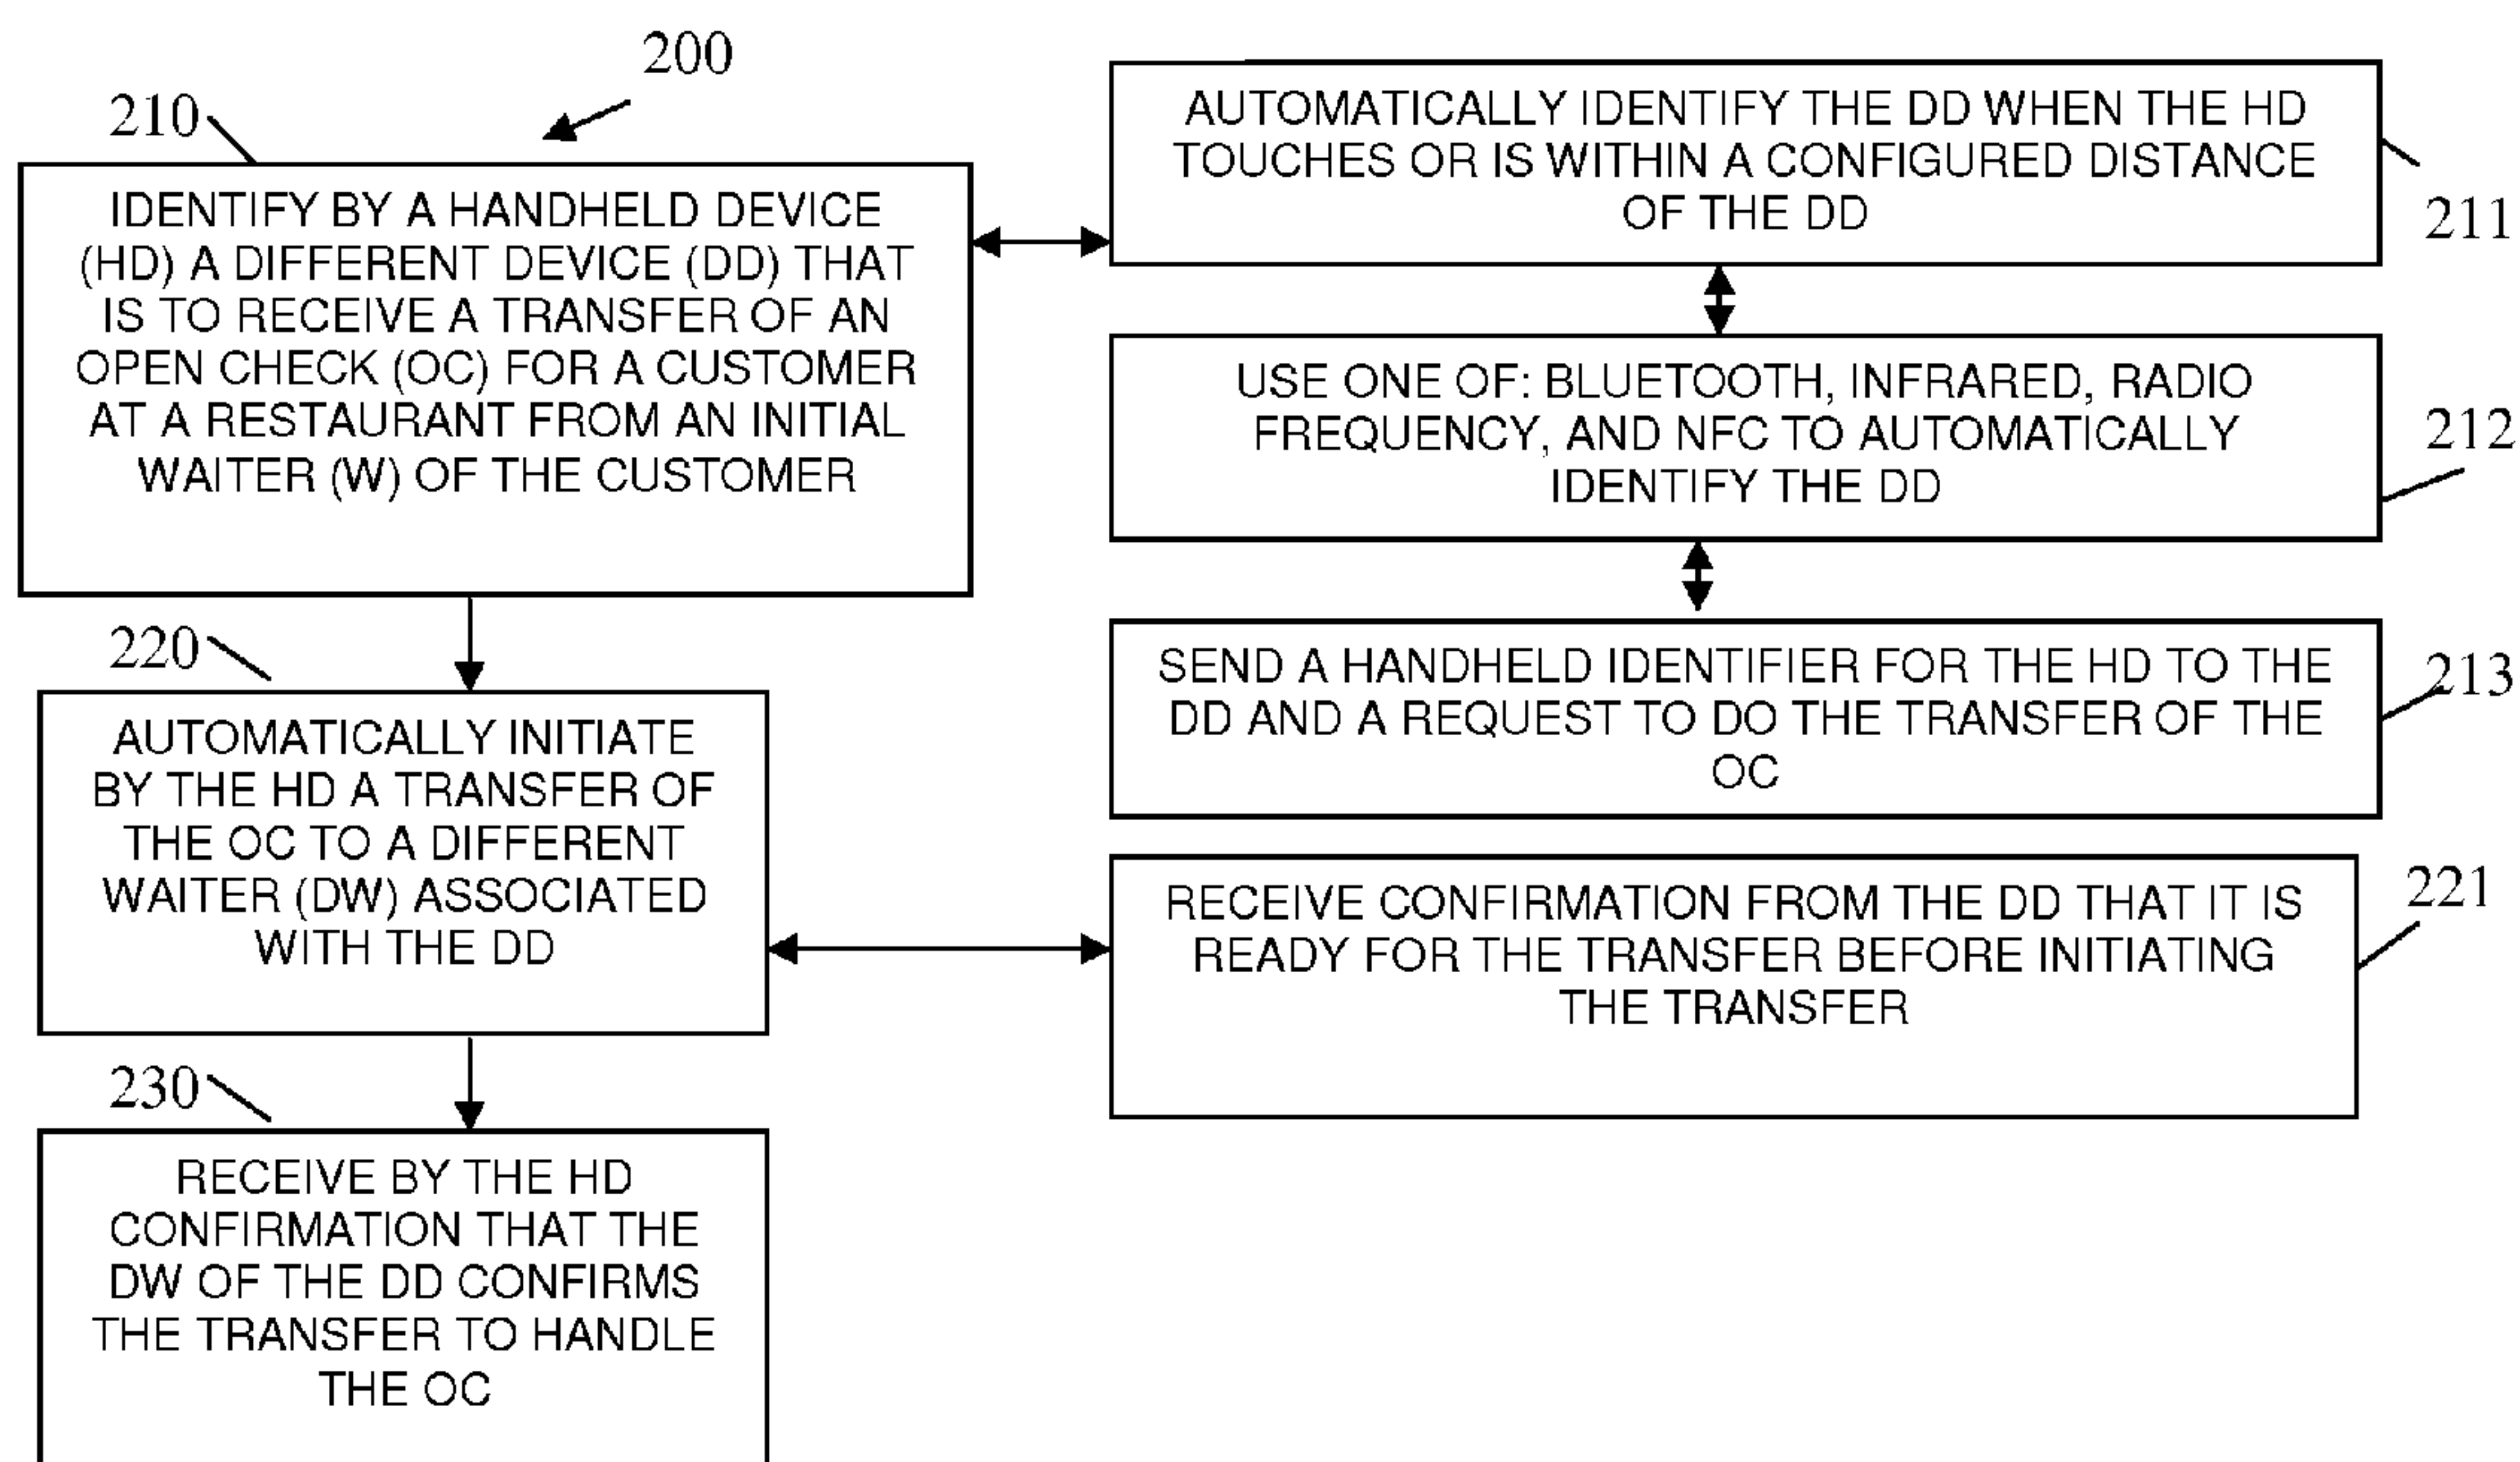 200
210
IDENTIFY BY A HANDHELD DEVICE
(HD) A DIFFERENT DEVICE (DD) THAT
IS TO RECEIVE A TRANSFER OF AN
OPEN CHECK (OC) FOR A CUSTOMER
AT A RESTAURANT FROM AN INITIAL
WAITER (W) OF THE CUSTOMER
AUTOMATICALLY IDENTIFY THE DD WHEN THE HD
TOUCHES OR IS WITHIN A CONFIGURED DISTANCE
OF THE DD
211
USE ONE OF: BLUETOOTH, INFRARED, RADIO
FREQUENCY, AND NFC TO AUTOMATICALLY
IDENTIFY THE DD
212
SEND A HANDHELD IDENTIFIER FOR THE HD TO THE
DD AND A REQUEST TO DO THE TRANSFER OF THE
OC
213
220
AUTOMATICALLY INITIATE
BY THE HD A TRANSFER OF
THE OC TO A DIFFERENT
WAITER (DW) ASSOCIATED
WITH THE DD
RECEIVE CONFIRMATION FROM THE DD THAT IT IS
READY FOR THE TRANSFER BEFORE INITIATING
THE TRANSFER
221
230
RECEIVE BY THE HD
CONFIRMATION THAT THE
DW OF THE DD CONFIRMS
THE TRANSFER TO HANDLE
THE OC